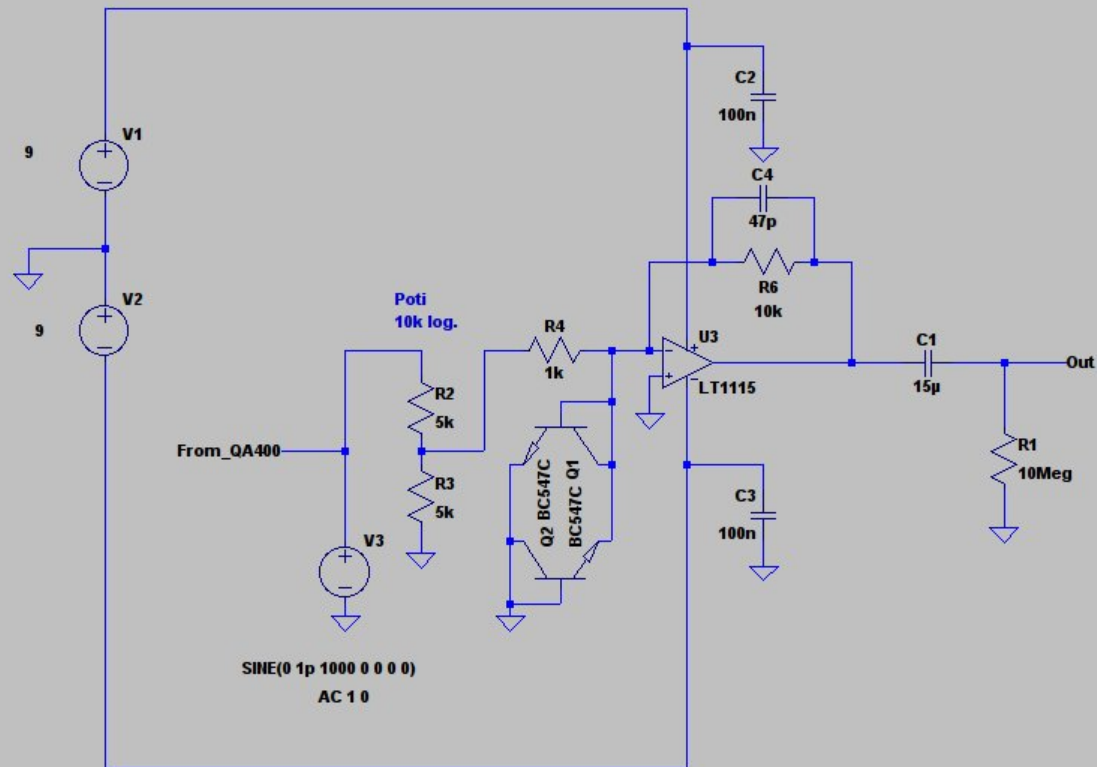 V1
9
V2
9
C2
100n
C4
47p
R6
10k
Poti
10k log.
R4
1k
U3
LT1115
C1
15µ
Out
R1
10Meg
R2
5k
From_QA400
R3
5k
V3
Q2 BC547C
BC547C Q1
C3
100n
SINE(0 1p 1000 0 0 0 0)
AC 1 0